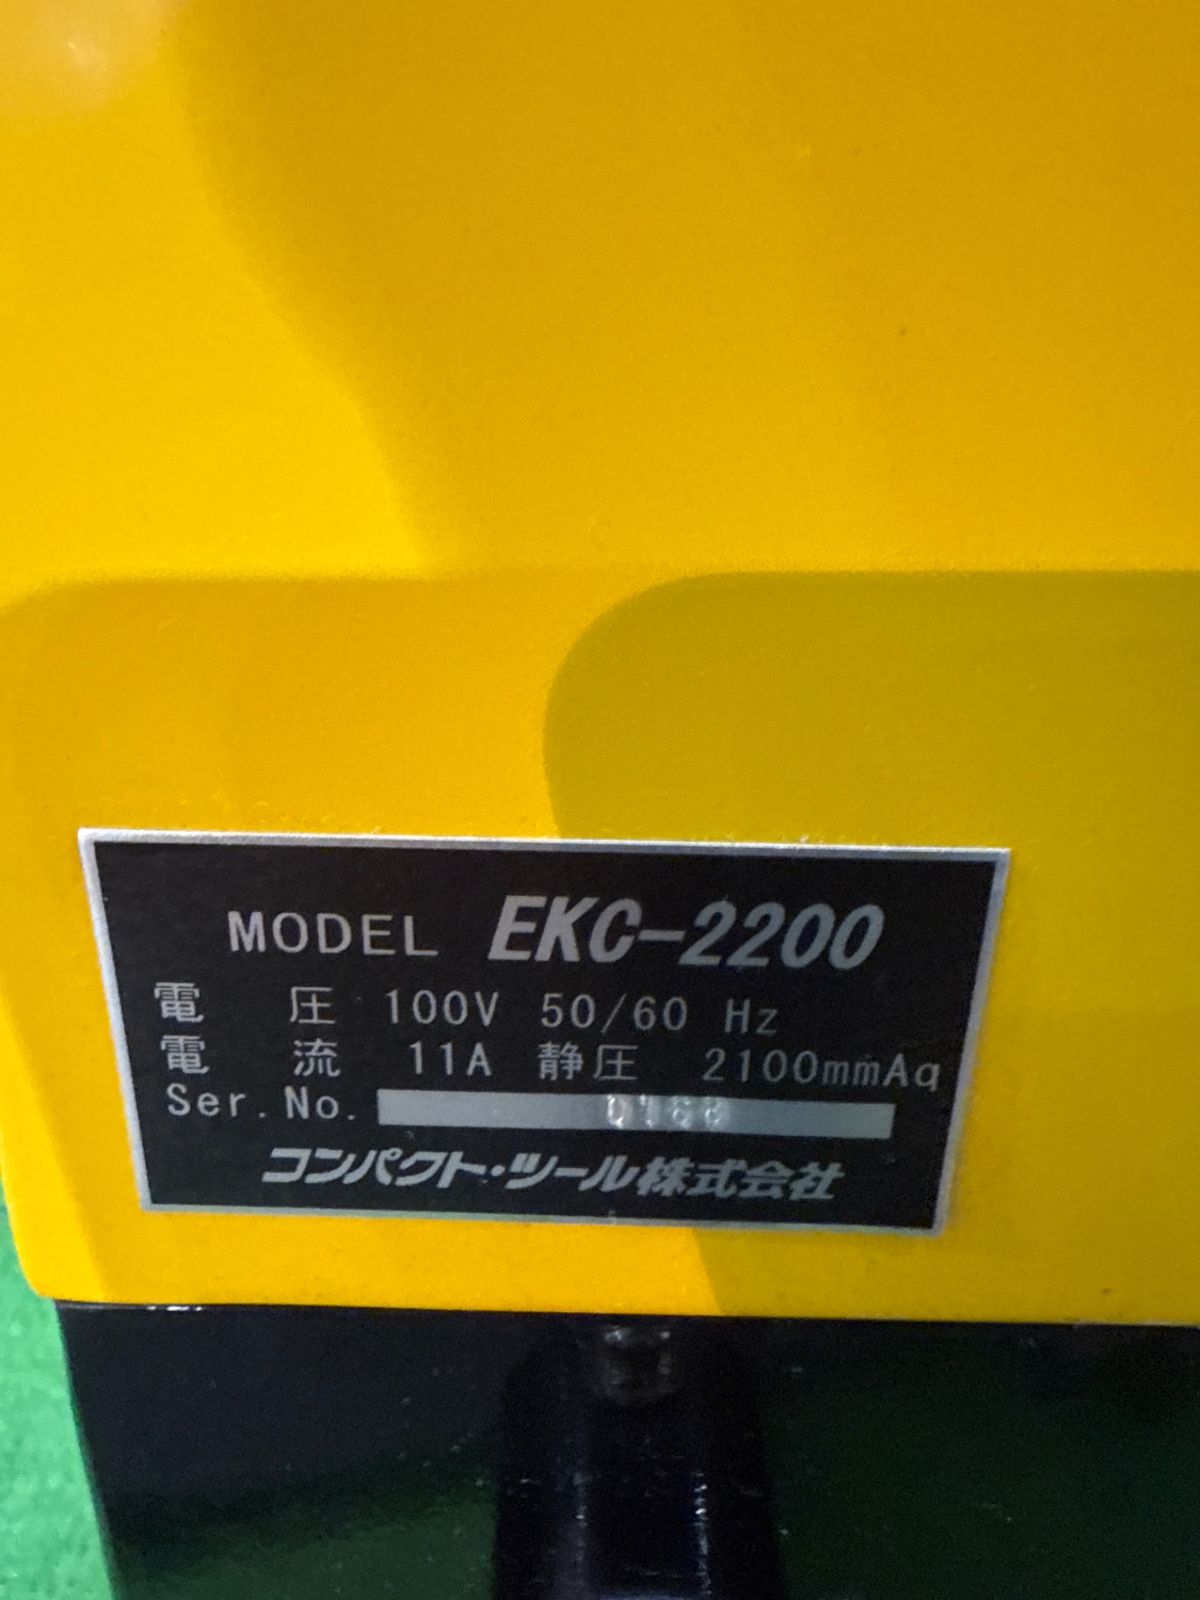 MODEL EKC-2200
電 圧 100V 50/60 Hz
電 流 11A 静圧 2100mmAq
Ser.No. 0168
コンパクト・ツール株式会社